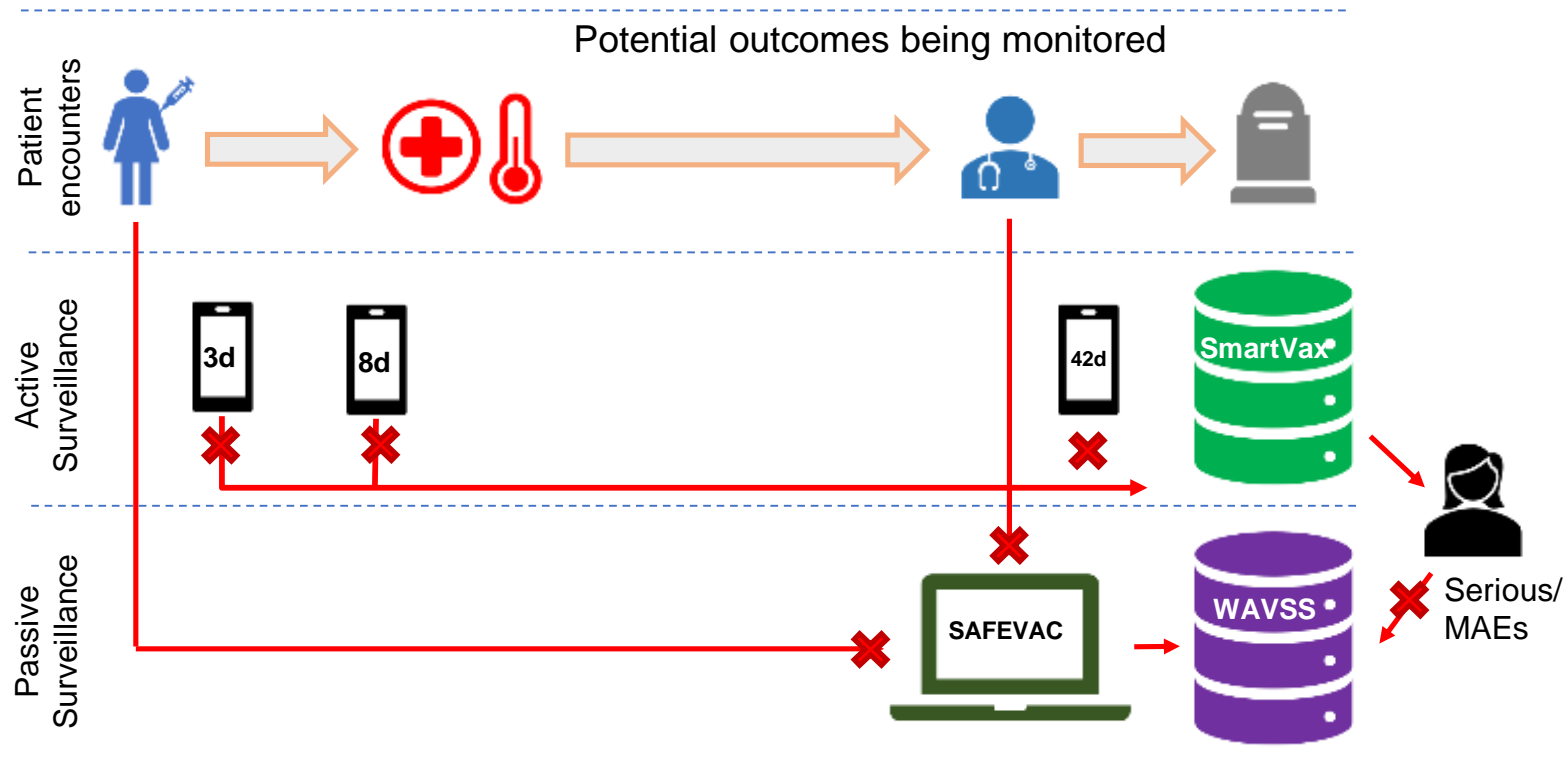 Potential outcomes being monitored
Patient
encounters
Active
Surveillance
3d
8d
42d
SmartVax
Passive
Surveillance
SAFEVAC
WAVSS
Serious/
MAEs